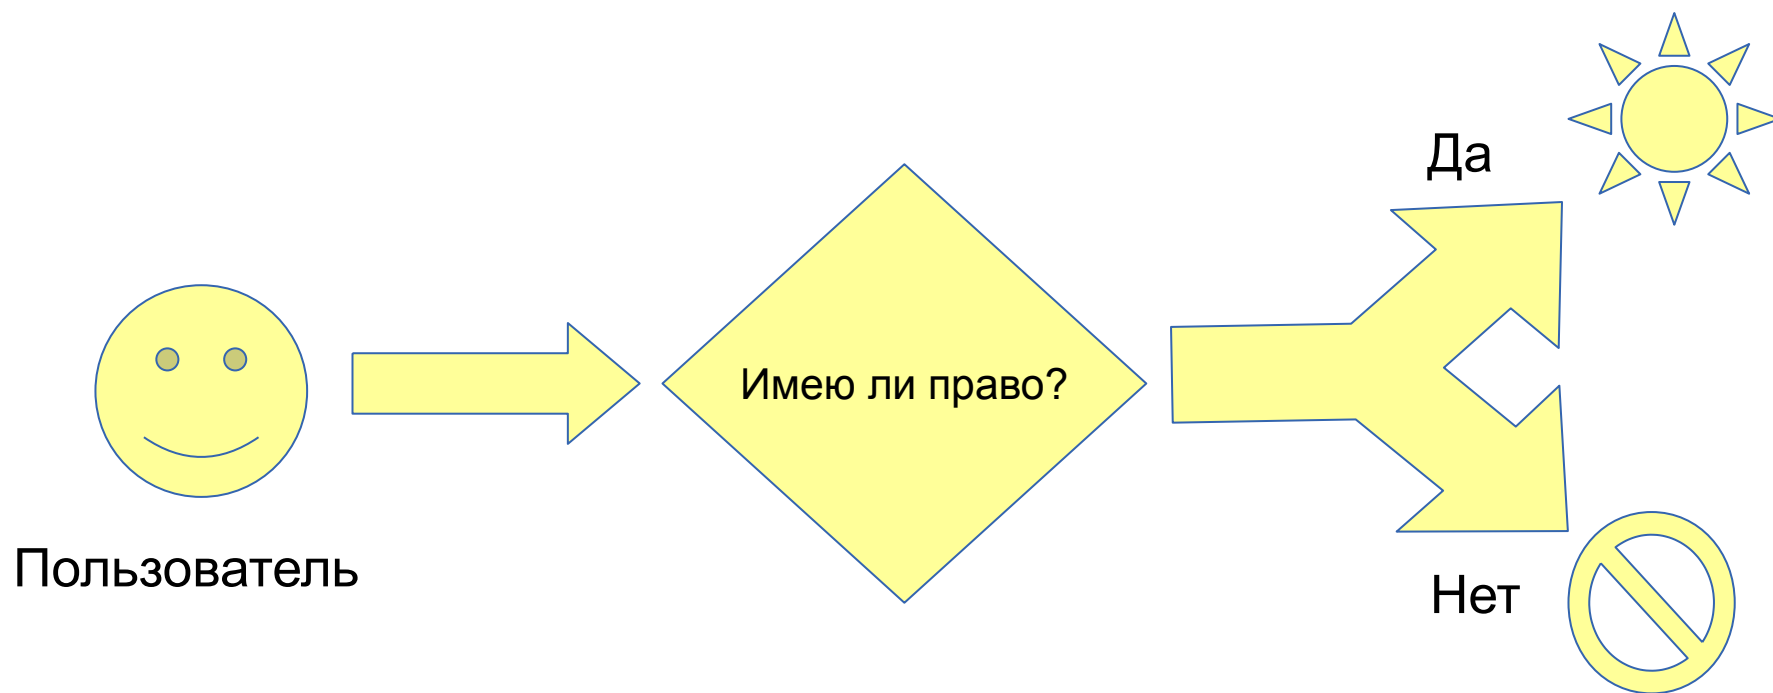 Пользователь
Имею ли право?
Да
Нет